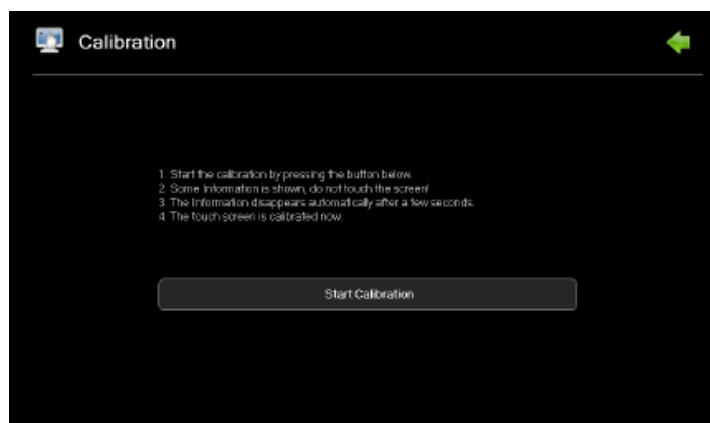 Calibration
1. Start the calibration by pressing the button below.
2. Some Information is shown, do not touch the screen!
3. The Information disappears automatically after a few seconds.
4. The touch screen is calibrated now.
Start Calibration